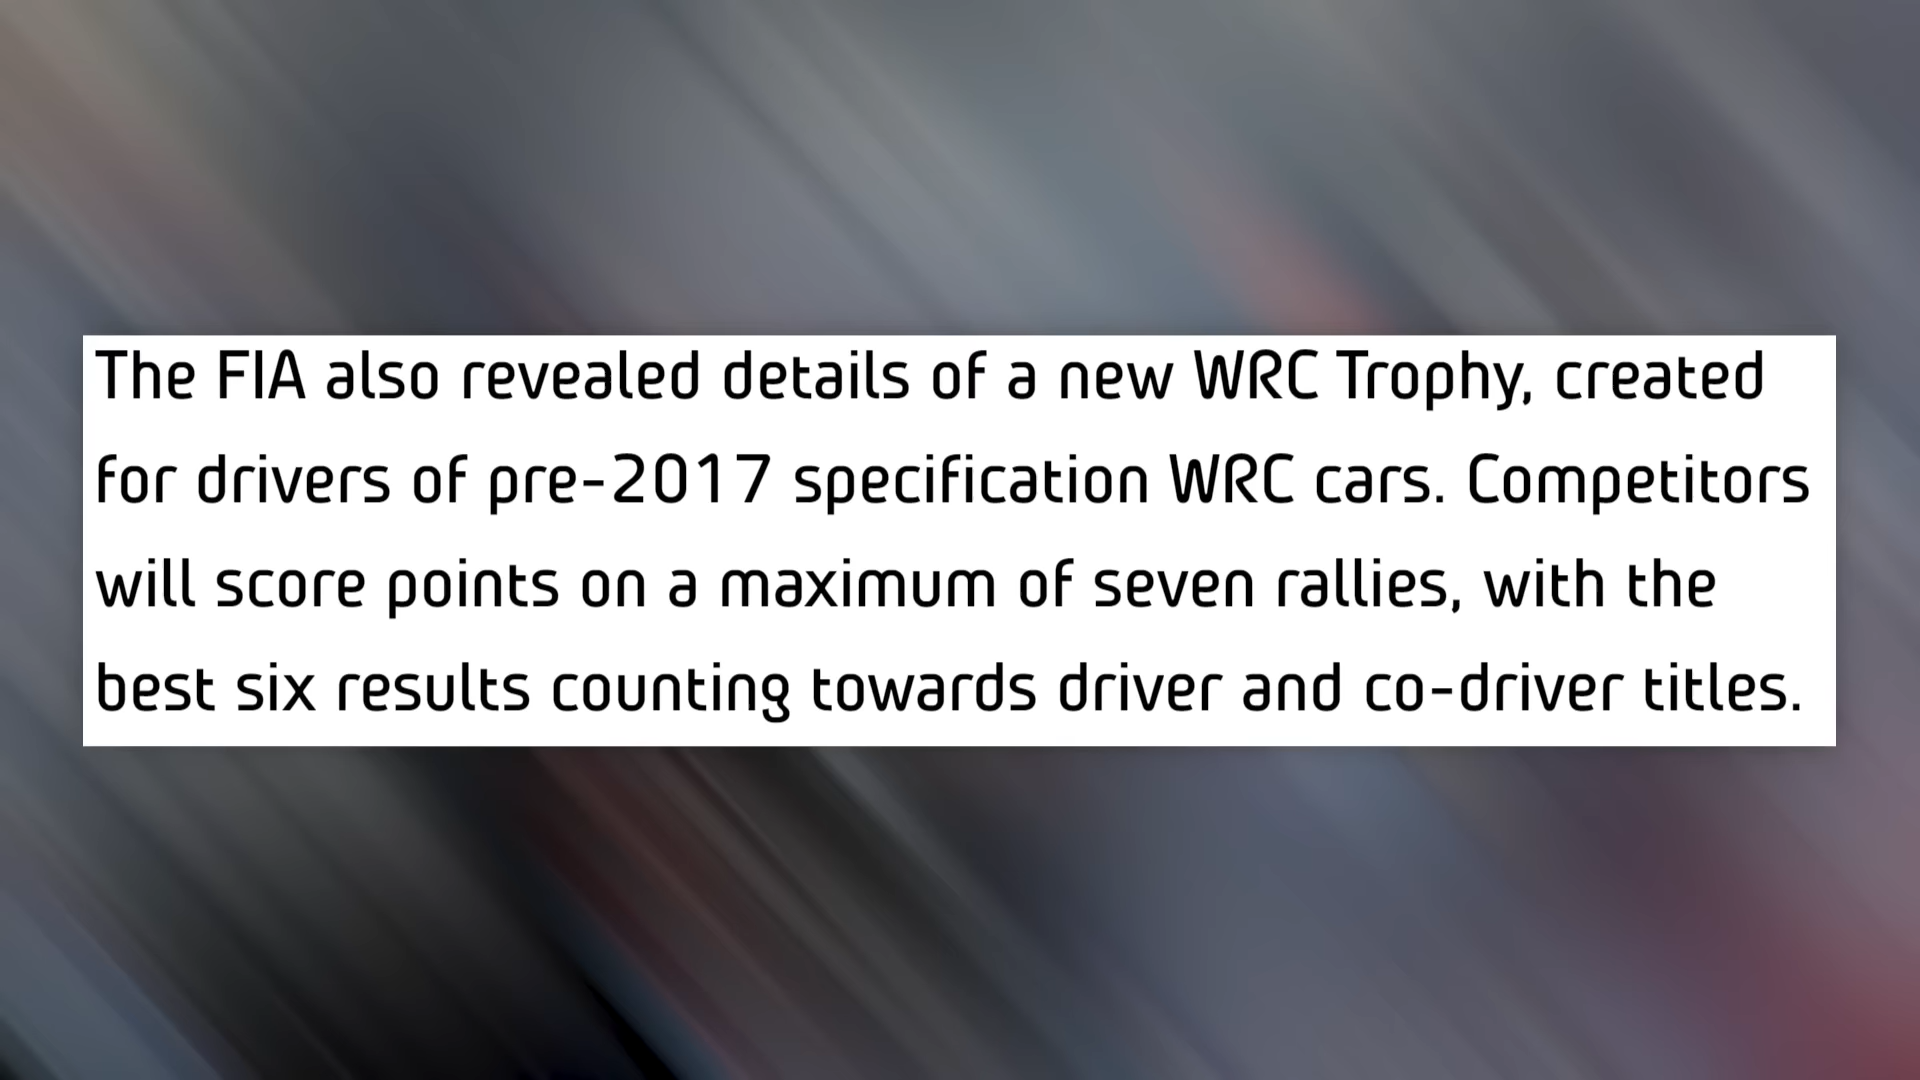 The FIA also revealed details of a new WRC Trophy, created
for drivers of pre-2017 specification WRC cars. Competitors
will score points on a maximum of seven rallies, with the
best six results counting towards driver and co-driver titles.